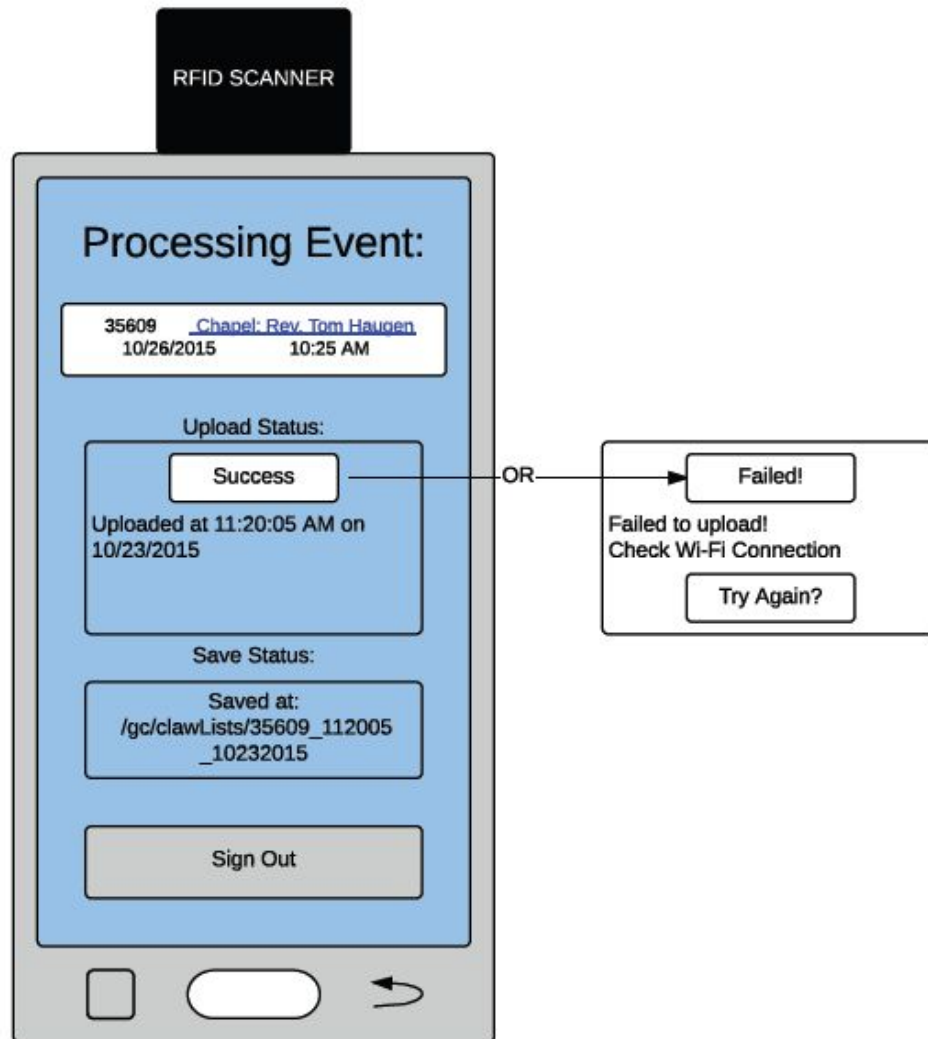 RFID SCANNER
Processing Event:
35609 Chapel: Rev. Tom Haugen
10/26/2015 10:25 AM
Upload Status:
Success
Uploaded at 11:20:05 AM on
10/23/2015
OR
Failed!
Failed to upload!
Check Wi-Fi Connection
Try Again?
Save Status:
Saved at:
/gc/clawLists/35609_112005
_10232015
Sign Out